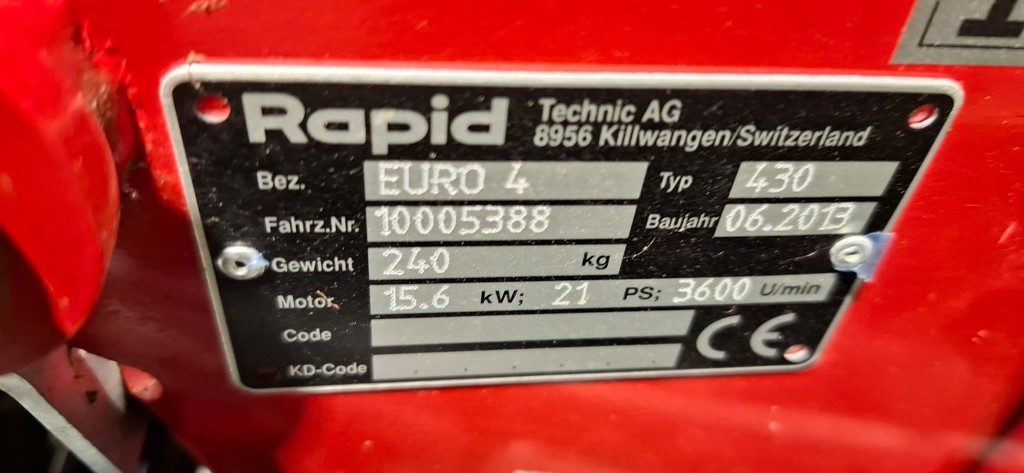 Rapid Technic AG
8956 Killwangen/Switzerland
Bez. EURO 4 Typ 430
Fahrz.Nr. 10005388 Baujahr 06.2013
Gewicht 240 kg
Motor 15.6 kW; 21 PS; 3600 U/min
Code
KD-Code
CE